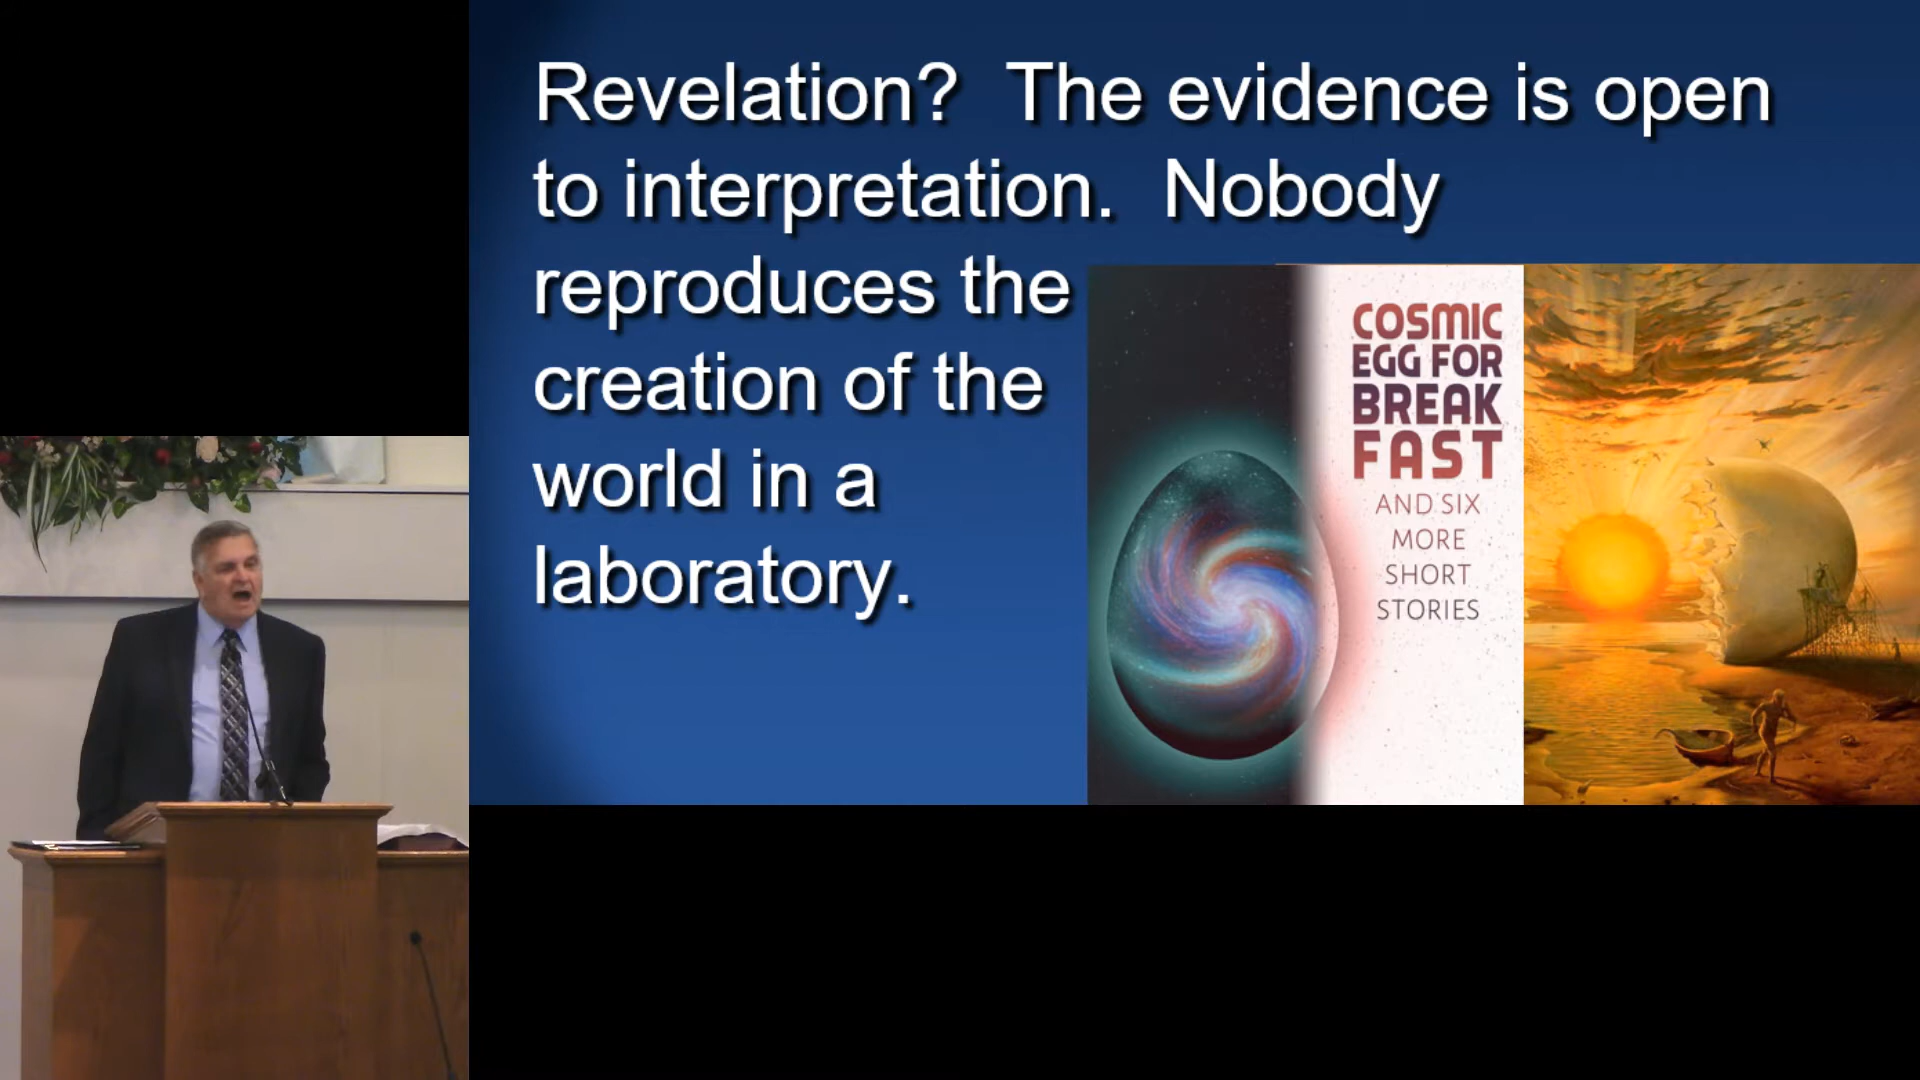 Revelation?  The evidence is open
to interpretation.  Nobody
reproduces the
creation of the
world in a
laboratory.
COSMIC
EGG FOR
BREAK
FAST
AND SIX
MORE
SHORT
STORIES